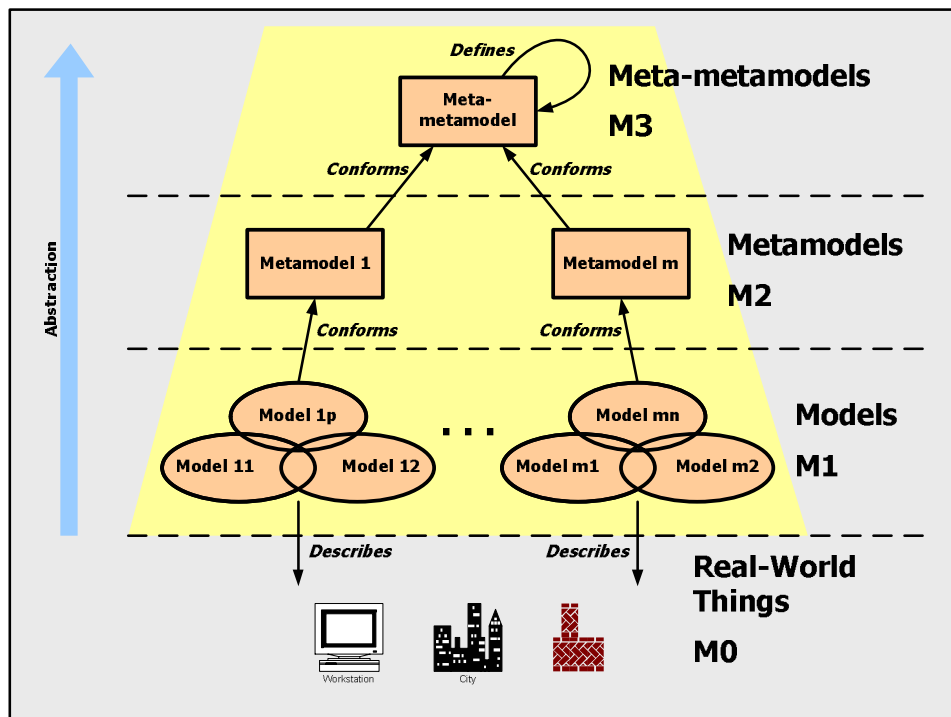 Defines
Meta-metamodels
Meta-
metamodel
M3
Conforms
Conforms
Metamodels
Metamodel 1
Metamodel m
M2
Abstraction
Conforms
Conforms
Model 1p
Model mn
Models
. . .
Model 11
Model 12
Model m1
Model m2
M1
Describes
Describes
Real-World
Things
M0
Workstation
City